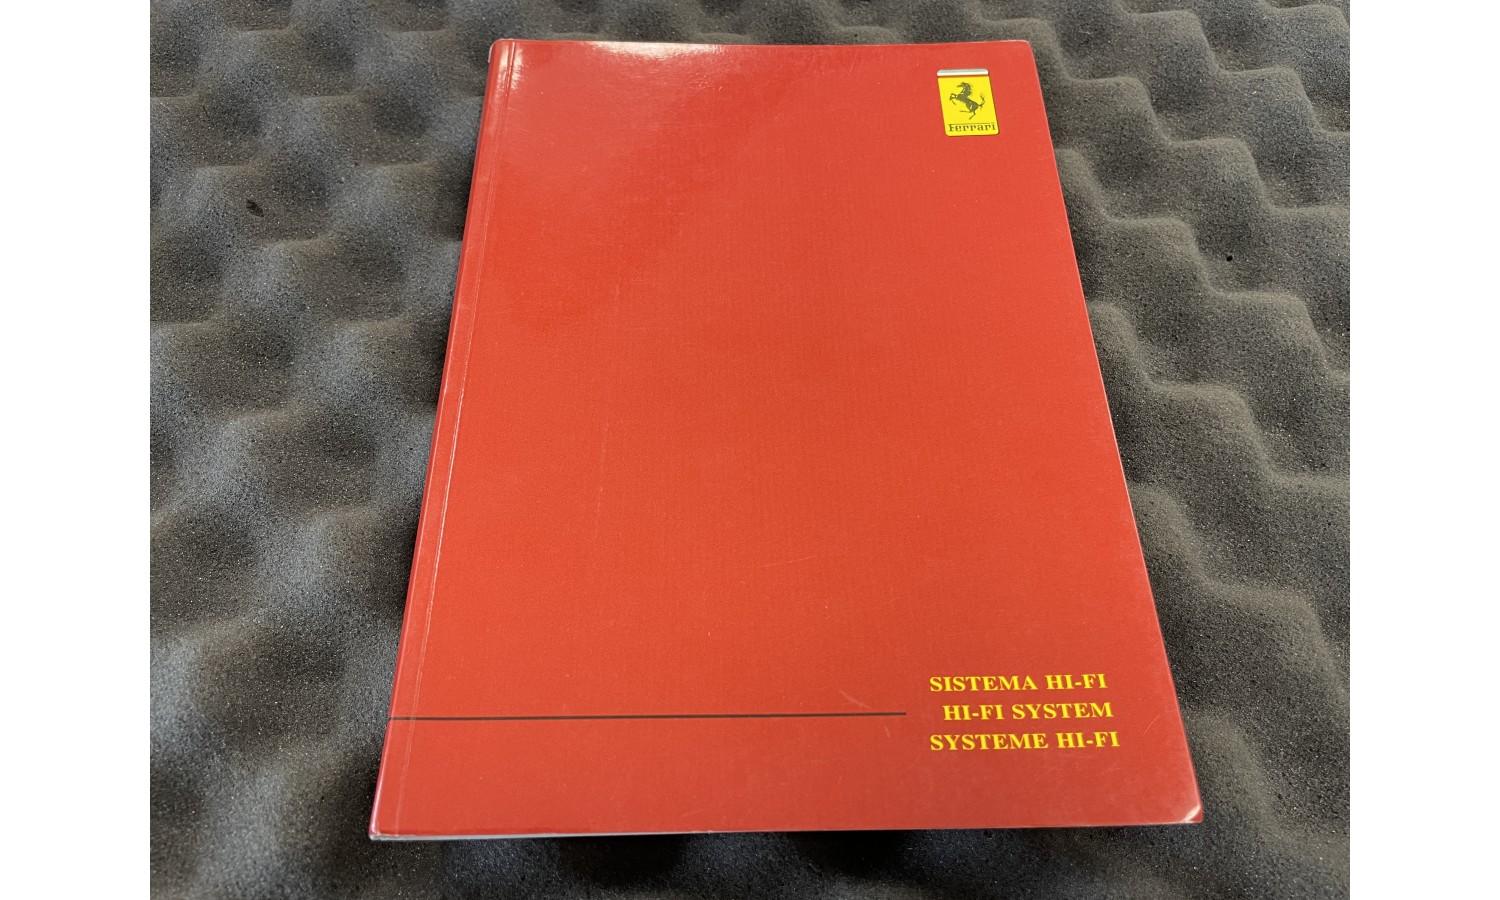 Ferrari
SISTEMA HI-FI
HI-FI SYSTEM
SYSTEME HI-FI